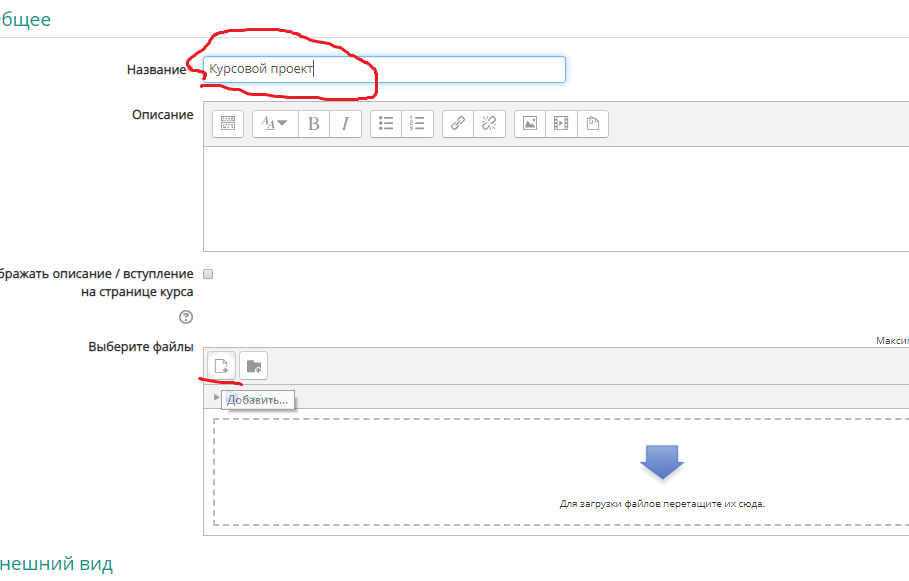 бщее
Название
Курсовой проект
Описание
A A B I
бражать описание / вступление
на странице курса
?
Выберите файлы
Макси
Добавить...
Для загрузки файлов перетащите их сюда.
нешний вид